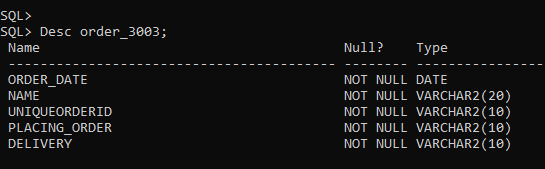 SQL>
SQL> Desc order_3003;
 Name                                      Null?    Type
 ----------------------------------------- -------- ----------------
 ORDER_DATE                                NOT NULL DATE
 NAME                                      NOT NULL VARCHAR2(20)
 UNIQUEORDERID                             NOT NULL VARCHAR2(10)
 PLACING_ORDER                             NOT NULL VARCHAR2(10)
 DELIVERY                                  NOT NULL VARCHAR2(10)